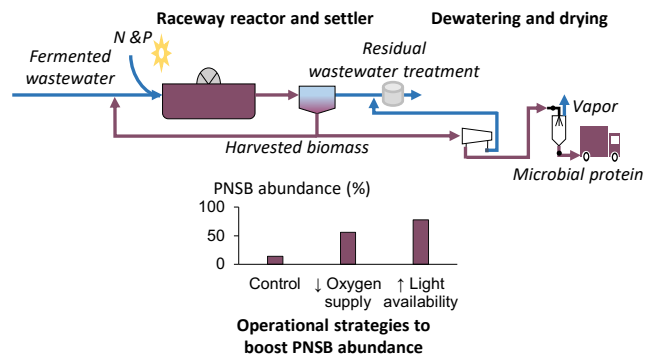 Raceway reactor and settler
Dewatering and drying
N &P
Fermented
wastewater
Residual
wastewater treatment
Harvested biomass
Vapor
Microbial protein
PNSB abundance (%)
100
50
0
Control
↓ Oxygen
supply
↑ Light
availability
Operational strategies to
boost PNSB abundance